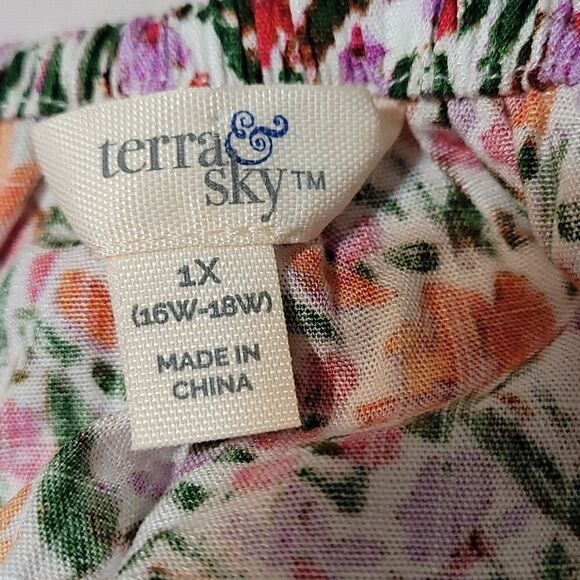 terra&
sky™
1X
(16W-18W)
MADE IN
CHINA